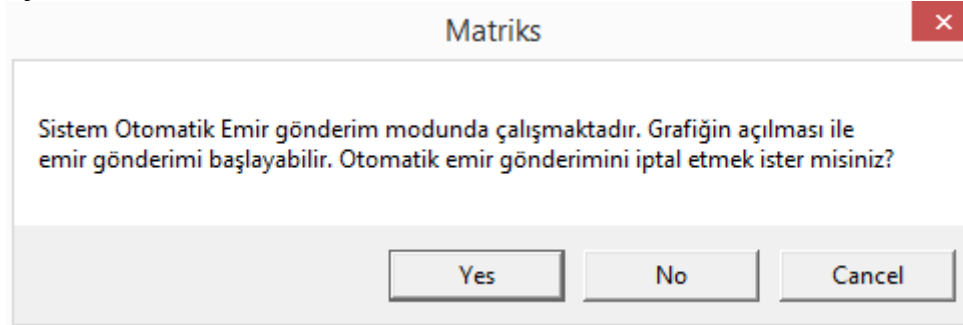 Matriks
Sistem Otomatik Emir gönderim modunda çalışmaktadır. Grafiğin açılması ile
emir gönderimi başlayabilir. Otomatik emir gönderimini iptal etmek ister misiniz?
Yes No Cancel